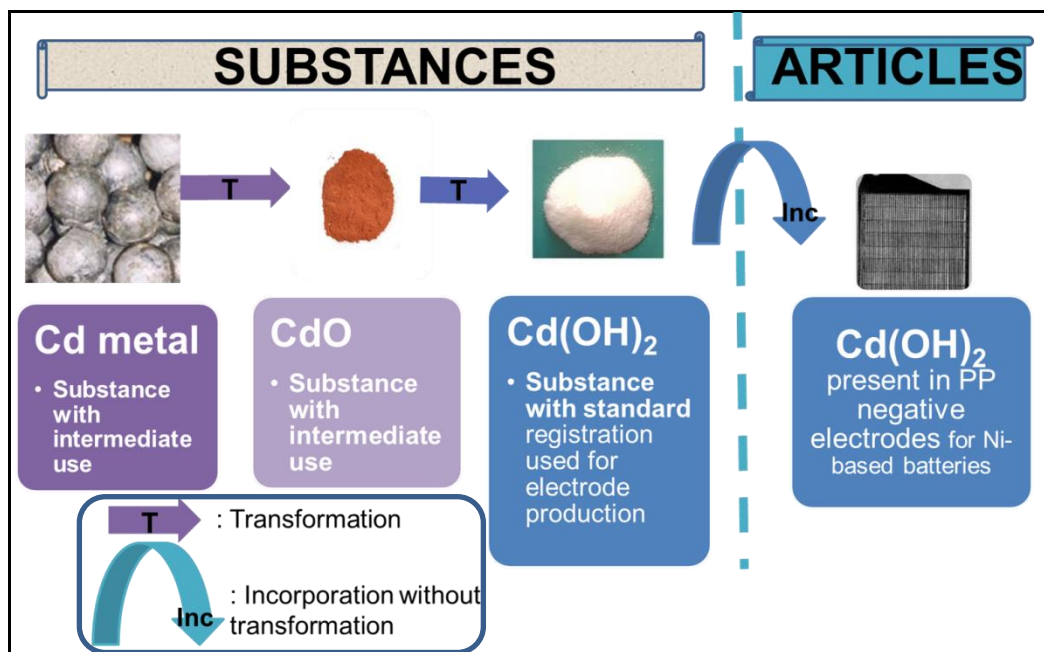 SUBSTANCES
ARTICLES
T
T
Inc
Cd metal
• Substance
with
intermediate
use
CdO
• Substance
with
intermediate
use
Cd(OH)₂
• Substance
with standard
registration
used for
electrode
production
Cd(OH)₂
present in PP
negative
electrodes for Ni-
based batteries
T
: Transformation
Inc
: Incorporation without
transformation